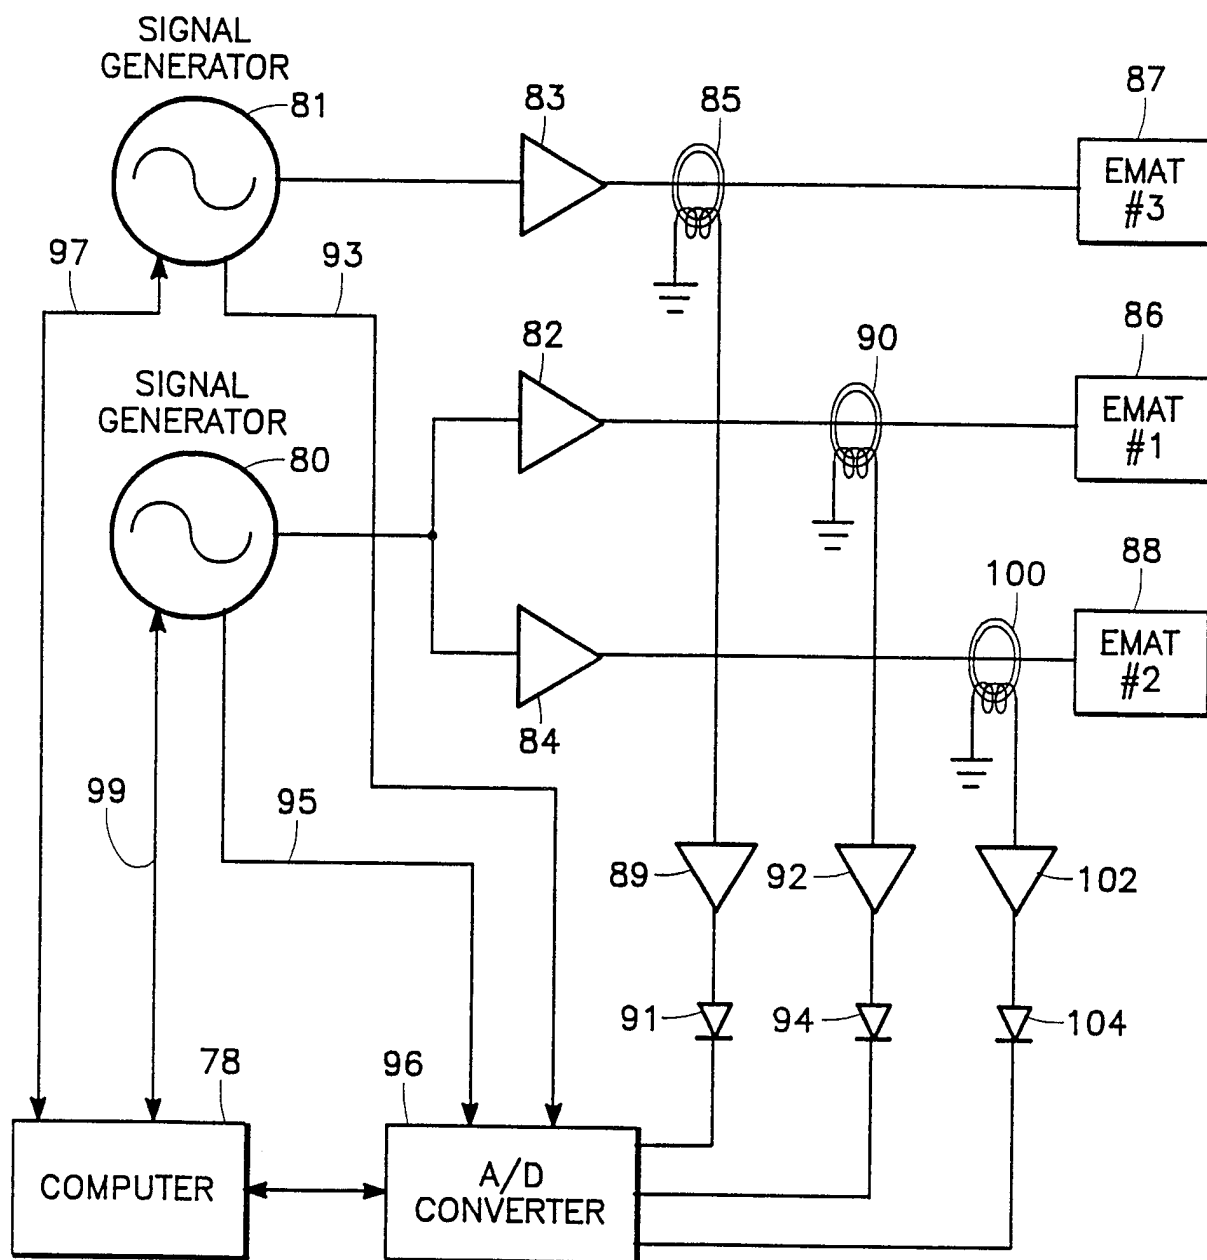 SIGNAL
GENERATOR
81
83
85
87
EMAT
#3
97
93
82
90
86
EMAT
#1
SIGNAL
GENERATOR
80
84
100
88
EMAT
#2
99
95
89
92
102
91
94
104
78
96
COMPUTER
A/D
CONVERTER